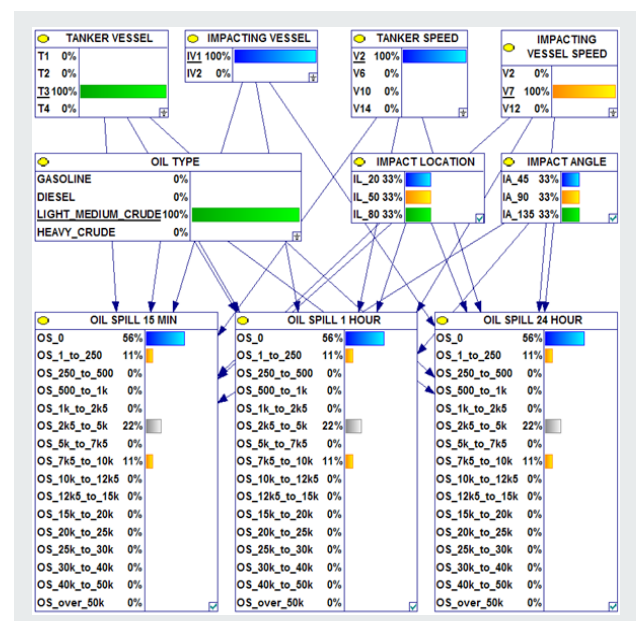 TANKER VESSEL
T1 0%
T2 0%
T3 100%
T4 0%
IMPACTING VESSEL
IV1 100%
IV2 0%
TANKER SPEED
V2 100%
V6 0%
V10 0%
V14 0%
IMPACTING
VESSEL SPEED
V2 0%
V7 100%
V12 0%
OIL TYPE
GASOLINE 0%
DIESEL 0%
LIGHT_MEDIUM_CRUDE 100%
HEAVY_CRUDE 0%
IMPACT LOCATION
IL_20 33%
IL_50 33%
IL_80 33%
IMPACT ANGLE
IA_45 33%
IA_90 33%
IA_135 33%
OIL SPILL 15 MIN
OS_0 56%
OS_1_to_250 11%
OS_250_to_500 0%
OS_500_to_1k 0%
OS_1k_to_2k5 0%
OS_2k5_to_5k 22%
OS_5k_to_7k5 0%
OS_7k5_to_10k 11%
OS_10k_to_12k5 0%
OS_12k5_to_15k 0%
OS_15k_to_20k 0%
OS_20k_to_25k 0%
OS_25k_to_30k 0%
OS_30k_to_40k 0%
OS_40k_to_50k 0%
OS_over_50k 0%
OIL SPILL 1 HOUR
OS_0 56%
OS_1_to_250 11%
OS_250_to_500 0%
OS_500_to_1k 0%
OS_1k_to_2k5 0%
OS_2k5_to_5k 22%
OS_5k_to_7k5 0%
OS_7k5_to_10k 11%
OS_10k_to_12k5 0%
OS_12k5_to_15k 0%
OS_15k_to_20k 0%
OS_20k_to_25k 0%
OS_25k_to_30k 0%
OS_30k_to_40k 0%
OS_40k_to_50k 0%
OS_over_50k 0%
OIL SPILL 24 HOUR
OS_0 56%
OS_1_to_250 11%
OS_250_to_500 0%
OS_500_to_1k 0%
OS_1k_to_2k5 0%
OS_2k5_to_5k 22%
OS_5k_to_7k5 0%
OS_7k5_to_10k 11%
OS_10k_to_12k5 0%
OS_12k5_to_15k 0%
OS_15k_to_20k 0%
OS_20k_to_25k 0%
OS_25k_to_30k 0%
OS_30k_to_40k 0%
OS_40k_to_50k 0%
OS_over_50k 0%